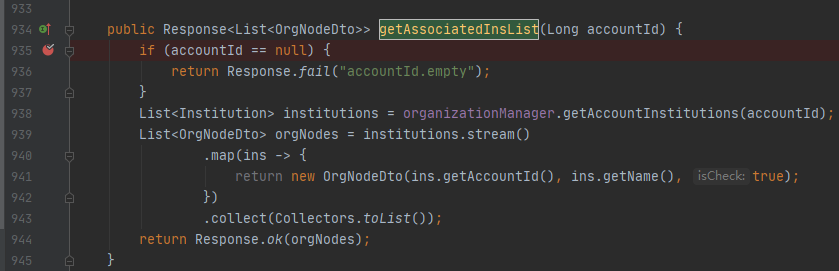 933
934 public Response<List<OrgNodeDto>> getAssociatedInsList(Long accountId) {
935 if (accountId == null) {
936 return Response.fail("accountId.empty");
937 }
938 List<Institution> institutions = organizationManager.getAccountInstitutions(accountId);
939 List<OrgNodeDto> orgNodes = institutions.stream()
940 .map(ins -> {
941 return new OrgNodeDto(ins.getAccountId(), ins.getName(), isCheck: true);
942 })
943 .collect(Collectors.toList());
944 return Response.ok(orgNodes);
945 }